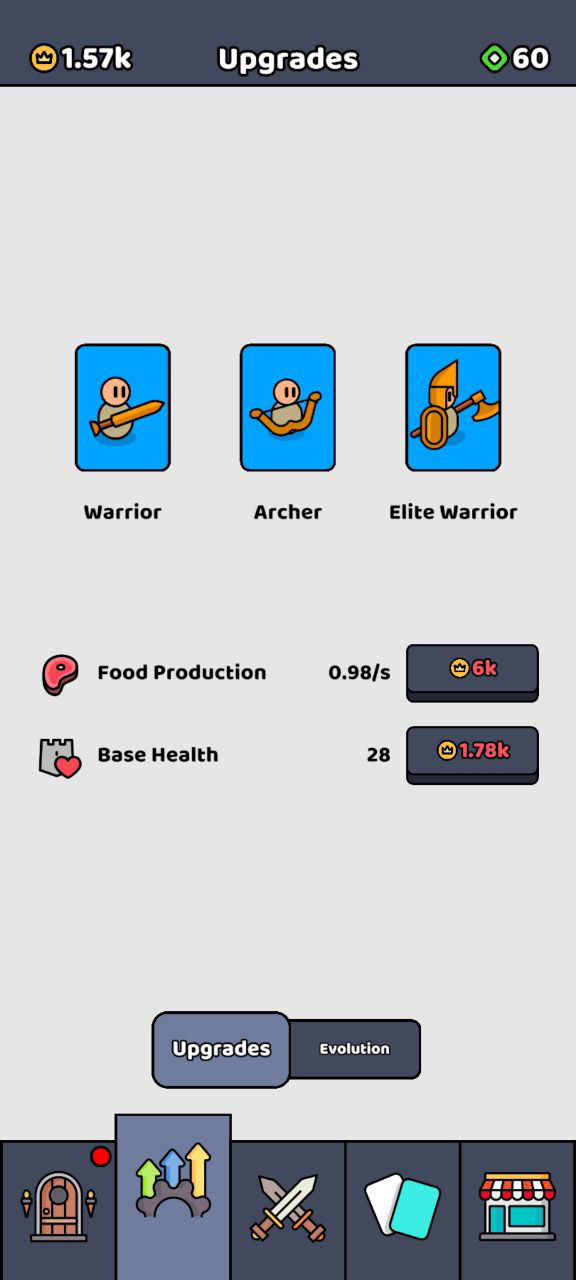 1.57k Upgrades 60
Warrior Archer Elite Warrior
Food Production 0.98/s 6k
Base Health 28 1.78k
Upgrades Evolution